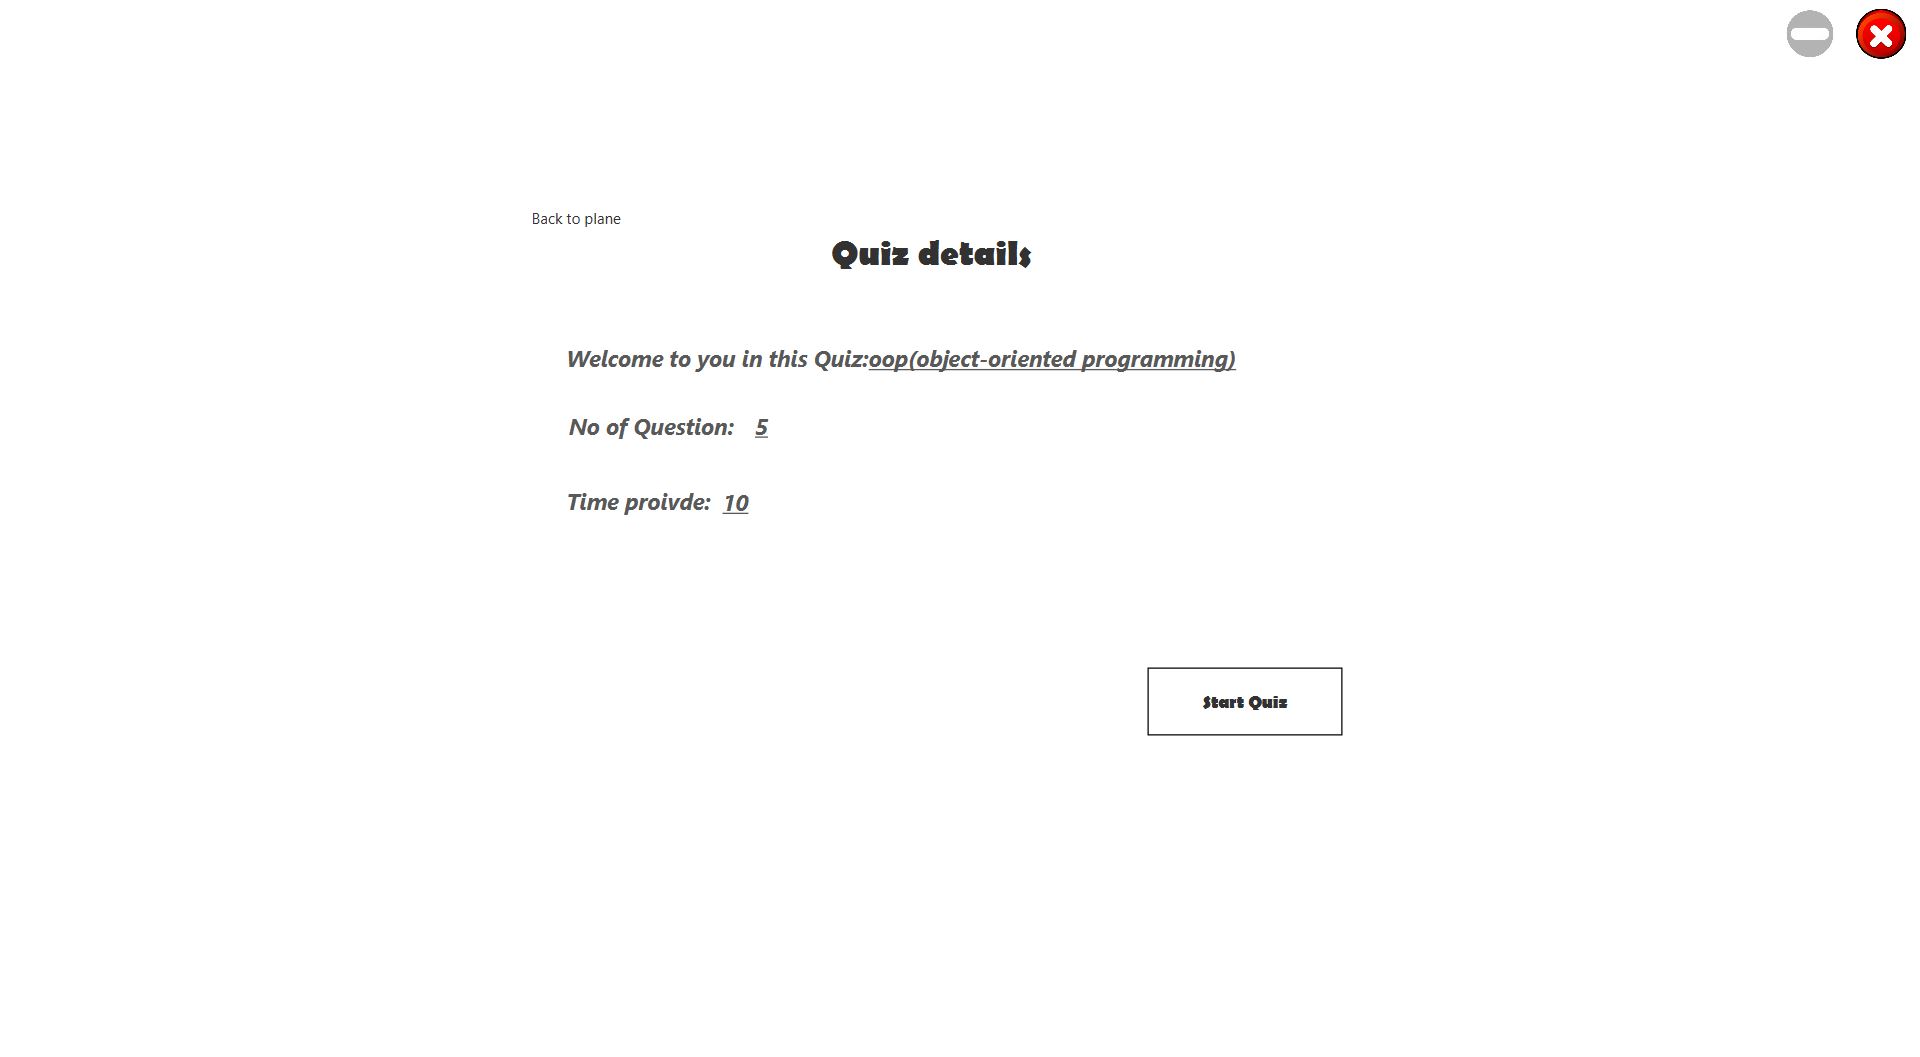 Back to plane
Quiz details
Welcome to you in this Quiz:oop(object-oriented programming)
No of Question: 5
Time proivde: 10
Start Quiz